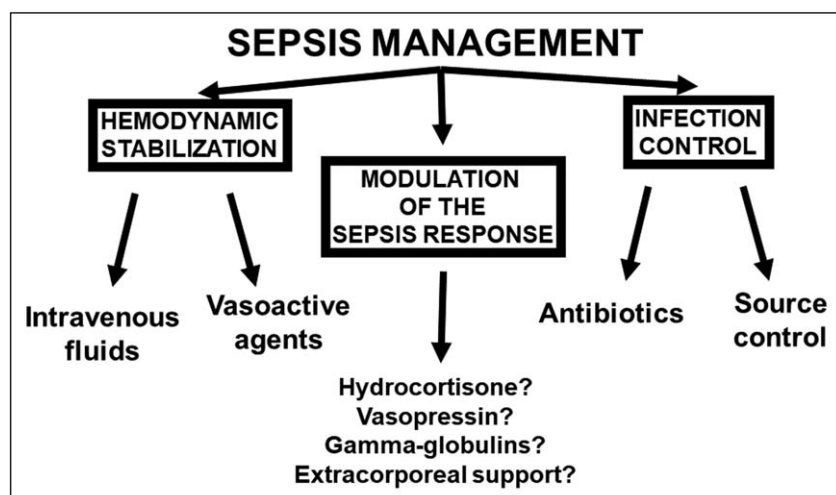 SEPSIS MANAGEMENT
HEMODYNAMIC
STABILIZATION
MODULATION
OF THE
SEPSIS RESPONSE
INFECTION
CONTROL
Intravenous
fluids
Vasoactive
agents
Hydrocortisone?
Vasopressin?
Gamma-globulins?
Extracorporeal support?
Antibiotics
Source
control